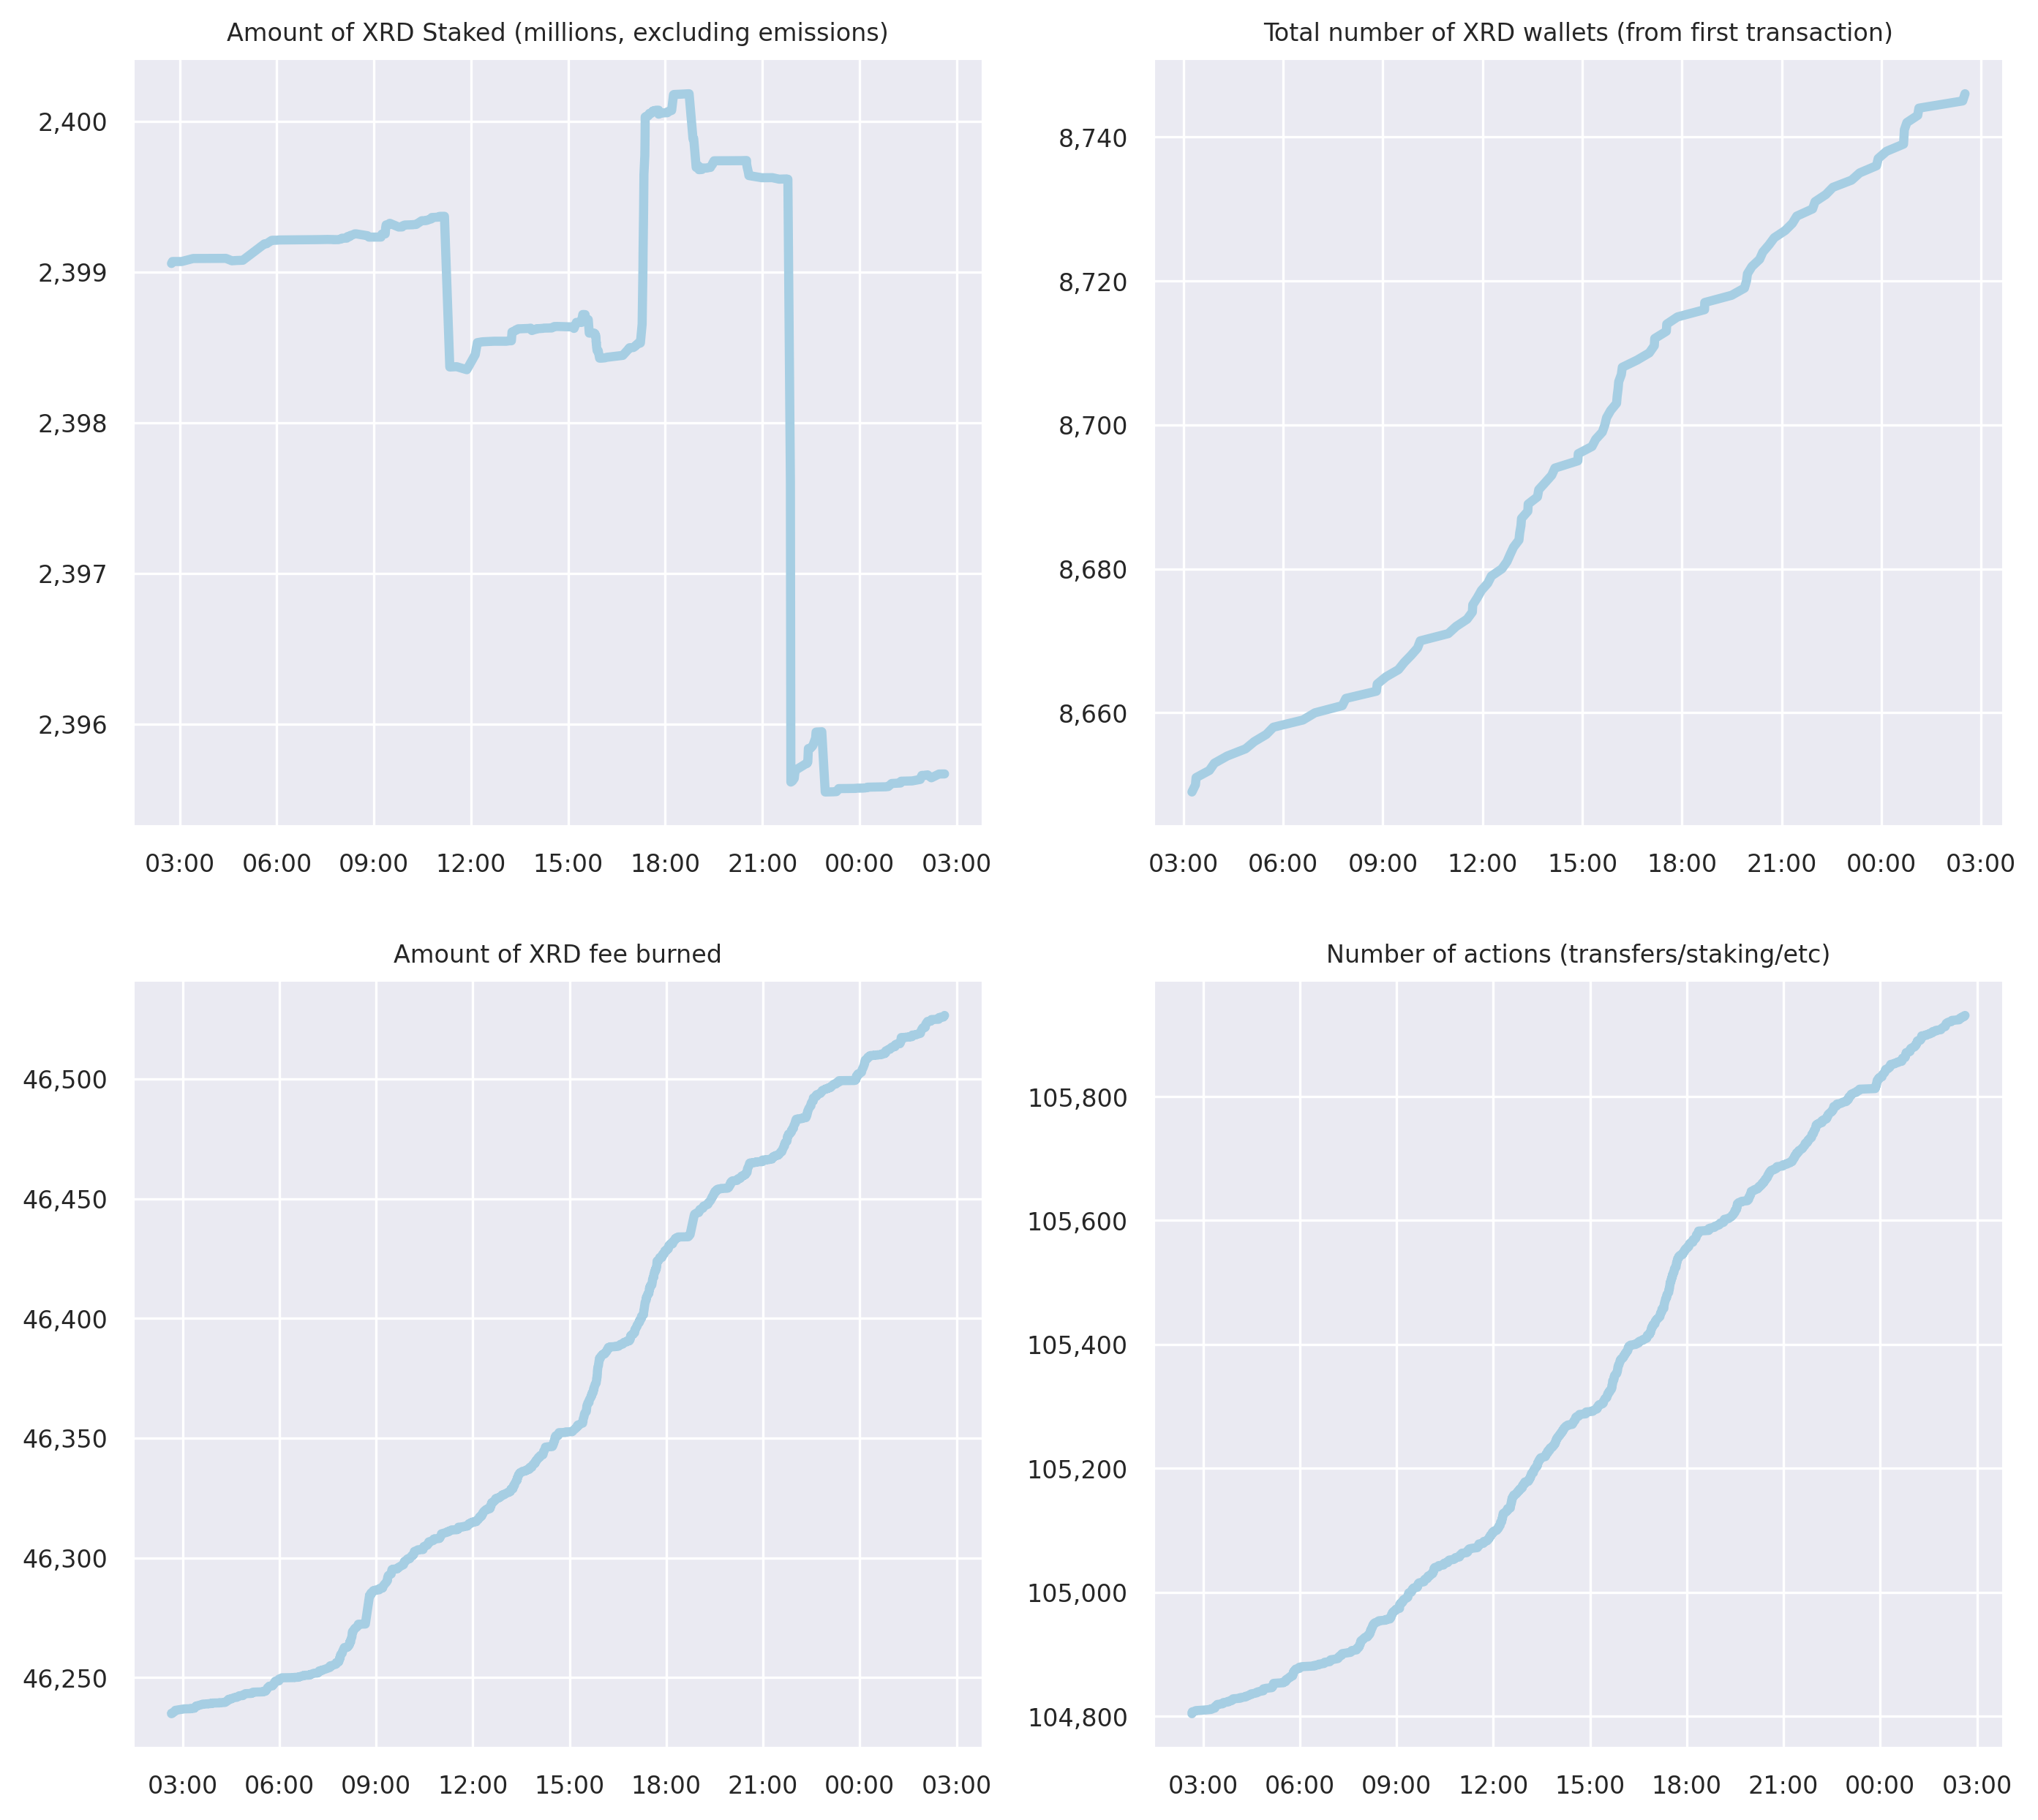 Amount of XRD Staked (millions, excluding emissions)
2,400
2,399
2,398
2,397
2,396
03:00 06:00 09:00 12:00 15:00 18:00 21:00 00:00 03:00
Total number of XRD wallets (from first transaction)
8,740
8,720
8,700
8,680
8,660
03:00 06:00 09:00 12:00 15:00 18:00 21:00 00:00 03:00
Amount of XRD fee burned
46,500
46,450
46,400
46,350
46,300
46,250
03:00 06:00 09:00 12:00 15:00 18:00 21:00 00:00 03:00
Number of actions (transfers/staking/etc)
105,800
105,600
105,400
105,200
105,000
104,800
03:00 06:00 09:00 12:00 15:00 18:00 21:00 00:00 03:00